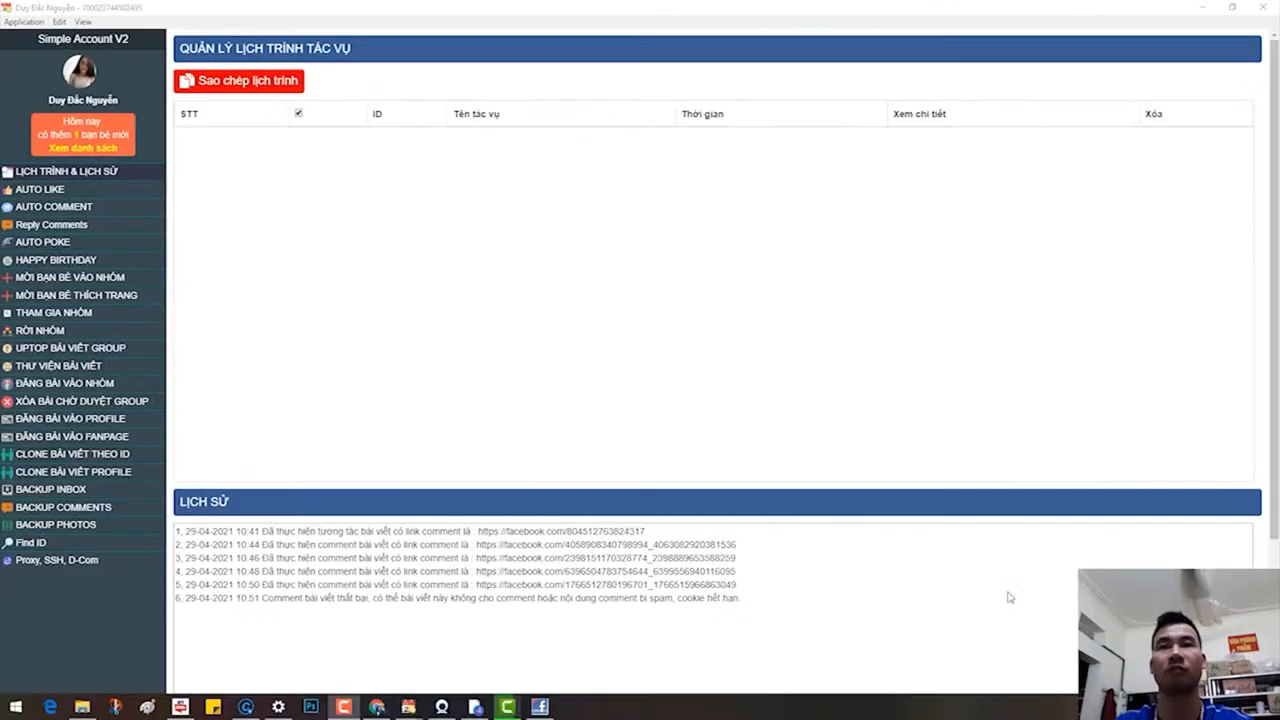 Duy Đắc Nguyễn - 100023744502495
Application Edit View
Simple Account V2
Duy Đắc Nguyễn
Hôm nay
có thêm 1 bạn bè mới
Xem danh sách
LỊCH TRÌNH & LỊCH SỬ
AUTO LIKE
AUTO COMMENT
Reply Comments
AUTO POKE
HAPPY BIRTHDAY
MỜI BẠN BÈ VÀO NHÓM
MỜI BẠN BÈ THÍCH TRANG
THAM GIA NHÓM
RỜI NHÓM
UPTOP BÀI VIẾT GROUP
THƯ VIỆN BÀI VIẾT
ĐĂNG BÀI VÀO NHÓM
XÓA BÀI CHỜ DUYỆT GROUP
ĐĂNG BÀI VÀO PROFILE
ĐĂNG BÀI VÀO FANPAGE
CLONE BÀI VIẾT THEO ID
CLONE BÀI VIẾT PROFILE
BACKUP INBOX
BACKUP COMMENTS
BACKUP PHOTOS
Find ID
Proxy, SSH, D-Com
QUẢN LÝ LỊCH TRÌNH TÁC VỤ
Sao chép lịch trình
STT ID Tên tác vụ Thời gian Xem chi tiết Xóa
LỊCH SỬ
1, 29-04-2021 10:41 Đã thực hiện tương tác bài viết có link comment là : https://facebook.com/804512763824317
2, 29-04-2021 10:44 Đã thực hiện comment bài viết có link comment là : https://facebook.com/4058908340798994_4063082920381536
3, 29-04-2021 10:46 Đã thực hiện comment bài viết có link comment là : https://facebook.com/2398151170328774_2398889653588259
4, 29-04-2021 10:48 Đã thực hiện comment bài viết có link comment là : https://facebook.com/6396504783754644_6399556940116095
5, 29-04-2021 10:50 Đã thực hiện comment bài viết có link comment là : https://facebook.com/1766512780196701_1766515966863049
6, 29-04-2021 10:51 Comment bài viết thất bại, có thể bài viết này không cho comment hoặc nội dung comment bị spam, cookie hết hạn.